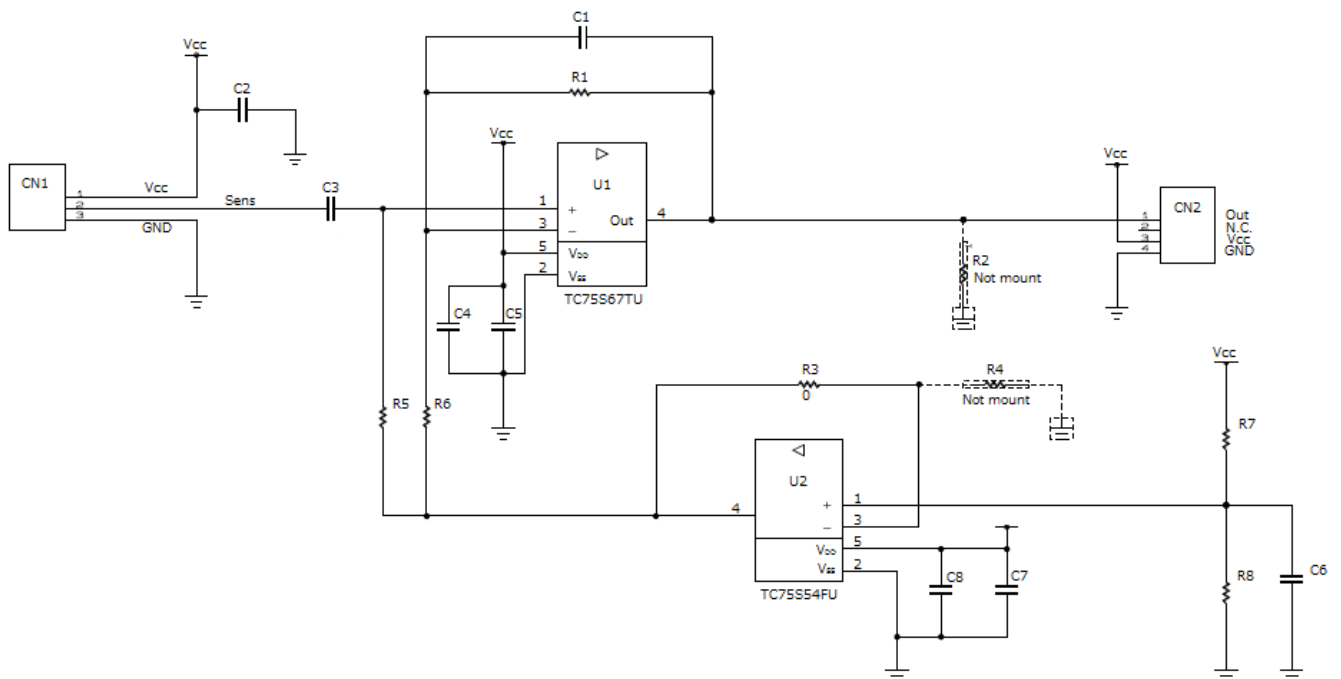 C1
Vcc
R1
C2
Vcc
Vcc
CN1
1
2
3
Vcc
Sens
GND
C3
1
3
5
2
U1
+
−
Out
VDD
VSS
4
TC75S67TU
CN2
1
2
3
4
Out
N.C.
Vcc
GND
R2
Not mount
C4
C5
Vcc
R3
0
R4
Not mount
R5
R6
R7
U2
4
+
−
VDD
VSS
1
3
5
2
C8
C7
R8
C6
TC75S54FU